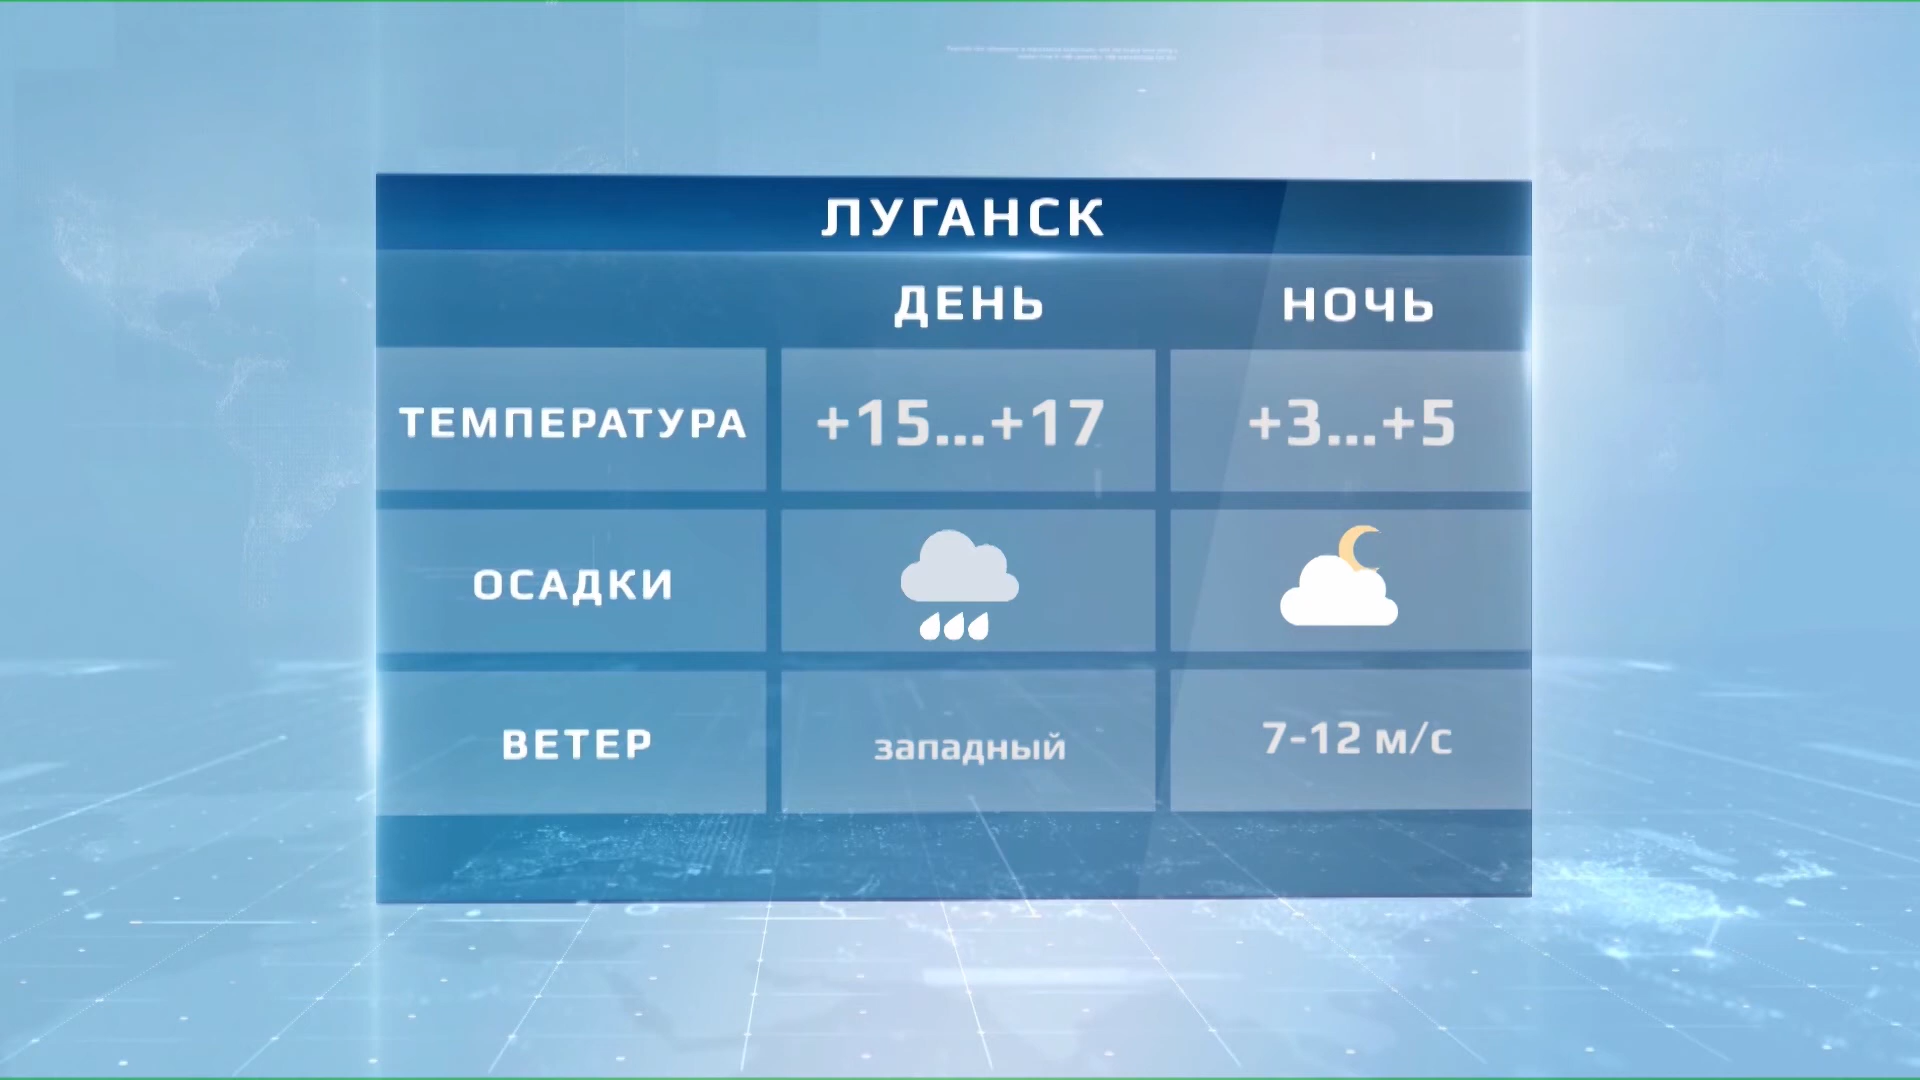 ЛУГАНСК
ДЕНЬ НОЧЬ
ТЕМПЕРАТУРА +15...+17 +3...+5
ОСАДКИ
ВЕТЕР западный 7-12 м/с